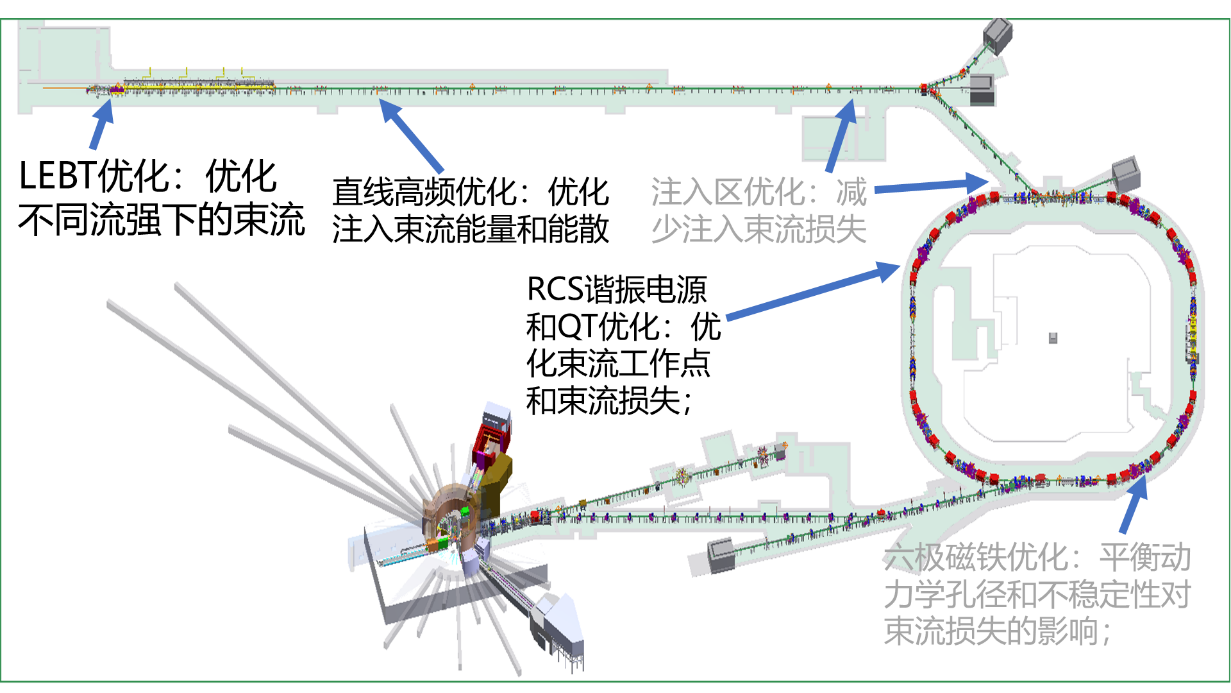 LEBT优化：优化
不同流强下的束流
直线高频优化：优化
注入束流能量和能散
注入区优化：减
少注入束流损失
RCS谐振电源
和QT优化：优
化束流工作点
和束流损失；
六极磁铁优化：平衡动
力学孔径和不稳定性对
束流损失的影响；